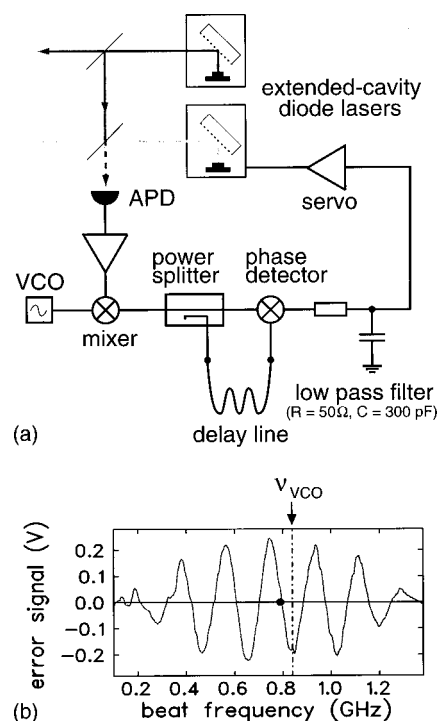 extended-cavity
diode lasers
servo
APD
VCO
mixer
power
splitter
phase
detector
delay line
low pass filter
(R = 50Ω, C = 300 pF)
(a)
νVCO
error signal (V)
0.2
0.1
0.0
-0.1
-0.2
0.2 0.4 0.6 0.8 1.0 1.2
beat frequency (GHz)
(b)